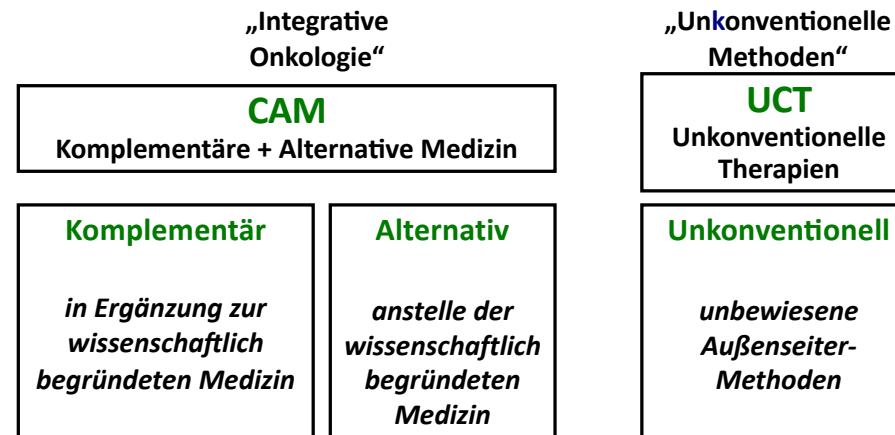 „Integrative
Onkologie“
CAM
Komplementäre + Alternative Medizin
Komplementär
in Ergänzung zur
wissenschaftlich
begründeten Medizin
Alternativ
anstelle der
wissenschaftlich
begründeten
Medizin
„Unkonventionelle
Methoden“
UCT
Unkonventionelle
Therapien
Unkonventionell
unbewiesene
Außenseiter-
Methoden